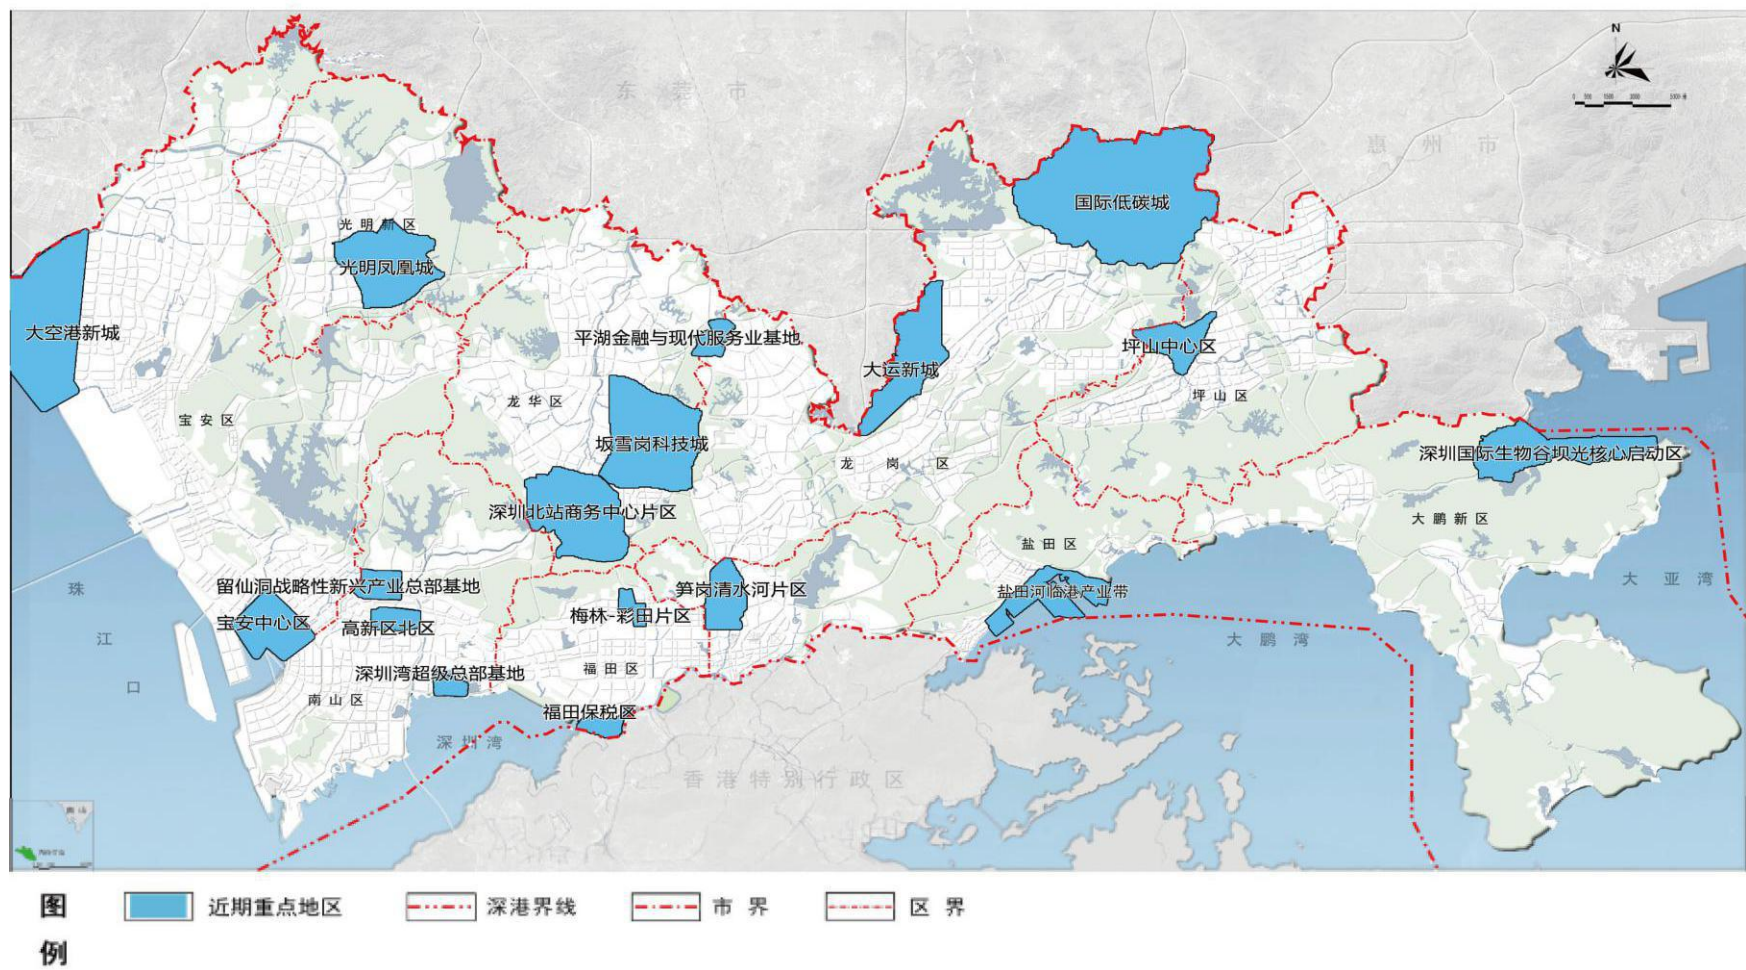 N
东莞市
惠州市
国际低碳城
光明新区
光明凤凰城
大空港新城
平湖金融与现代服务业基地
坪山中心区
大运新城
坪山区
龙华区
宝安区
坂雪岗科技城
深圳国际生物谷坝光核心启动区
龙岗区
深圳北站商务中心片区
大鹏新区
盐田区
大亚湾
留仙洞战略性新兴产业总部基地
笋岗清水河片区
盐田河临港产业带
珠江口
宝安中心区
高新区北区
梅林-彩田片区
大鹏湾
深圳湾超级总部基地
福田区
南山区
福田保税区
深圳湾
香港特别行政区
图例
近期重点地区
深港界线
市界
区界